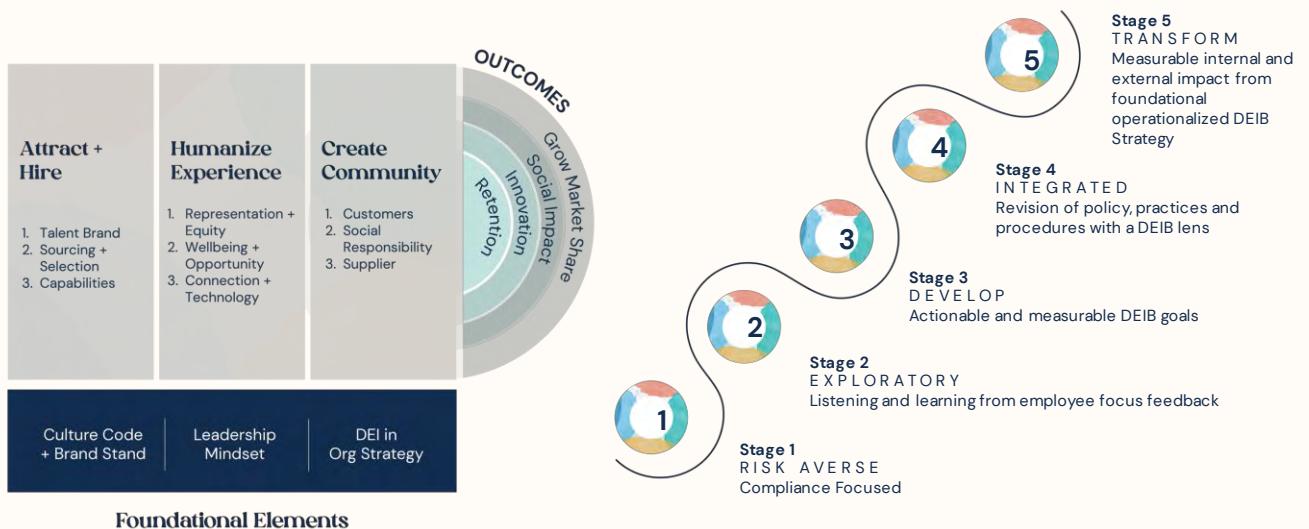 Attract +
Hire
1. Talent Brand
2. Sourcing +
Selection
3. Capabilities
Humanize
Experience
1. Representation +
Equity
2. Wellbeing +
Opportunity
3. Connection +
Technology
Create
Community
1. Customers
2. Social
Responsibility
3. Supplier
OUTCOMES
Retention
Innovation
Social Impact
Grow Market Share
Culture Code
+ Brand Stand
Leadership
Mindset
DEI in
Org Strategy
Foundational Elements
1
Stage 1
RISK AVERSE
Compliance Focused
2
Stage 2
EXPLORATORY
Listening and learning from employee focus feedback
3
Stage 3
DEVELOP
Actionable and measurable DEIB goals
4
Stage 4
INTEGRATED
Revision of policy, practices and
procedures with a DEIB lens
5
Stage 5
TRANSFORM
Measurable internal and
external impact from
foundational
operationalized DEIB
Strategy